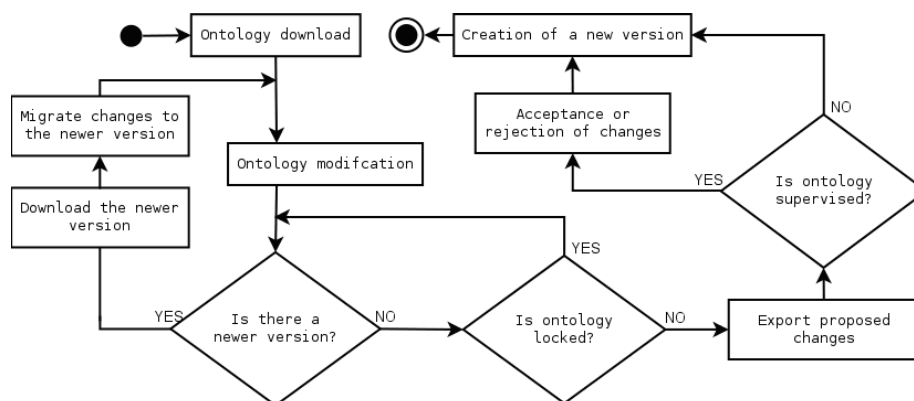 Ontology download
Creation of a new version
Migrate changes to
the newer version
Acceptance or
rejection of changes
NO
Ontology modifcation
YES
Is ontology
supervised?
Download the newer
version
YES
YES
Is there a
newer version?
NO
Is ontology
locked?
NO
Export proposed
changes